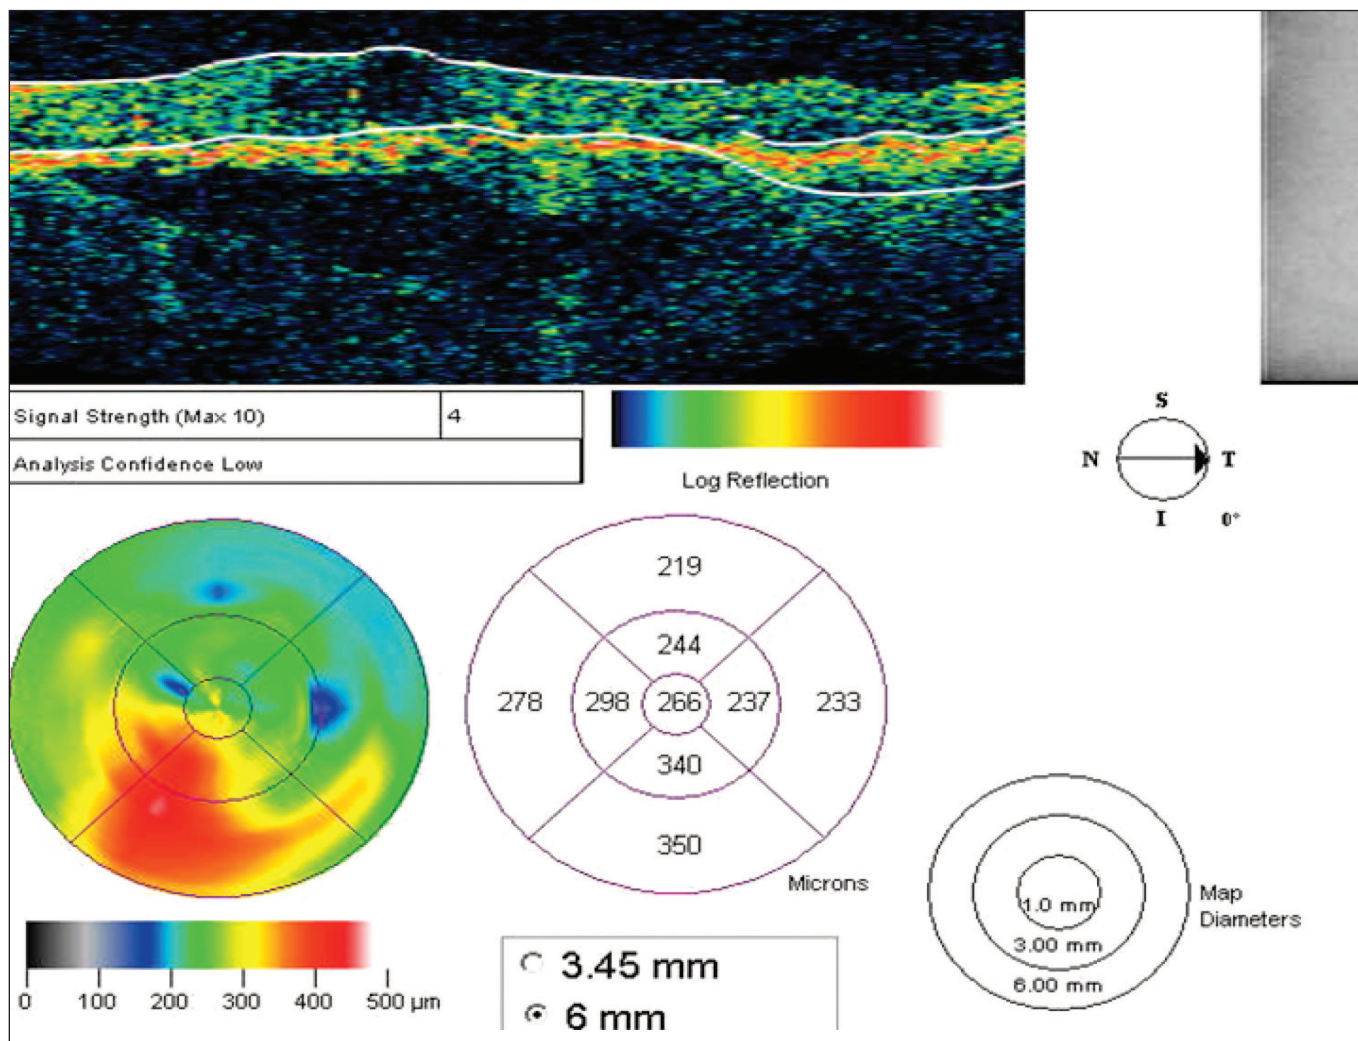 Signal Strength (Max 10) 4
Analysis Confidence Low
Log Reflection
S
N T
I 0°
219
244
278 298 266 237 233
340
350
Microns
1.0 mm
3.00 mm
6.00 mm
Map
Diameters
0 100 200 300 400 500 µm
3.45 mm
6 mm